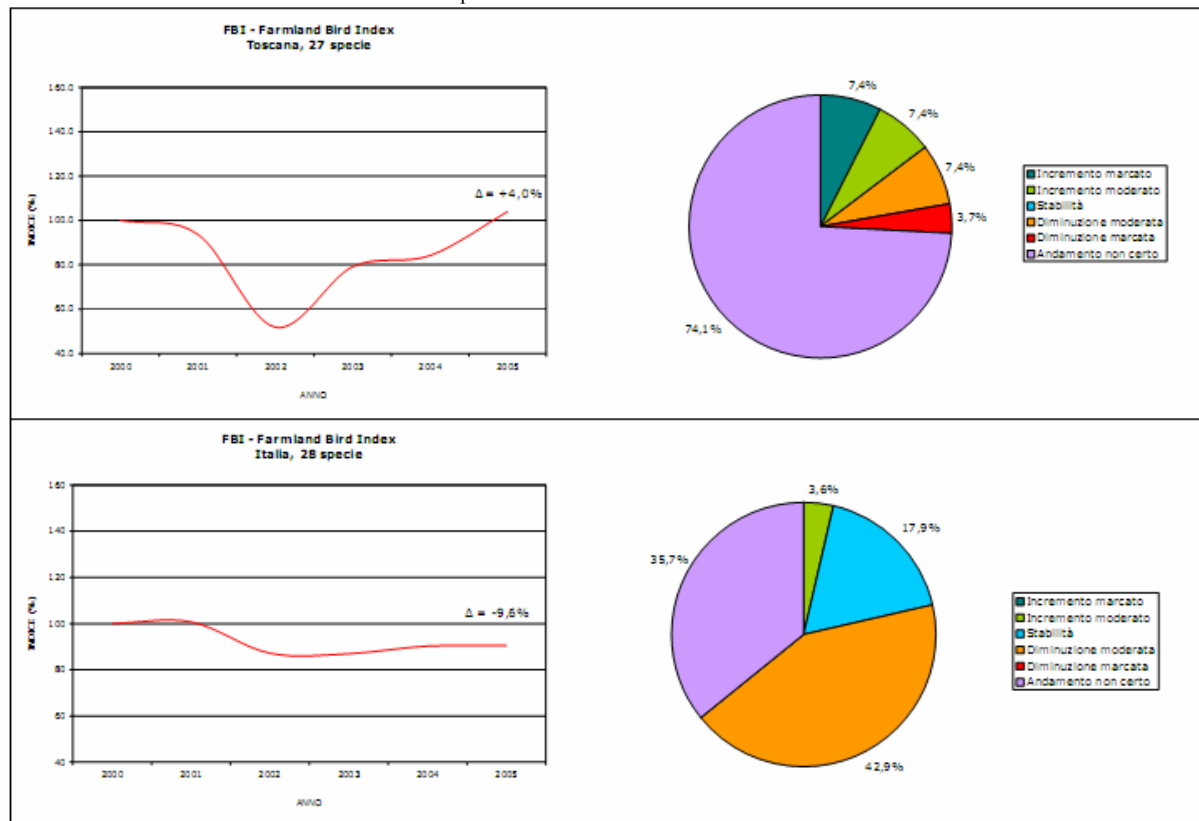 FBI - Farmland Bird Index
Toscana, 27 specie
160.0
140.0
120.0
100.0
80.0
60.0
40.0
INDICE (%)
Δ = +4,0%
2000 2001 2002 2003 2004 2005
ANNO
7,4%
7,4%
7,4%
3,7%
74,1%
Incremento marcato
Incremento moderato
Stabilità
Diminuzione moderata
Diminuzione marcata
Andamento non certo
FBI - Farmland Bird Index
Italia, 28 specie
160
140
120
100
80
60
40
INDICE (%)
Δ = -9,6%
2000 2001 2002 2003 2004 2005
ANNO
3,6%
17,9%
35,7%
42,9%
Incremento marcato
Incremento moderato
Stabilità
Diminuzione moderata
Diminuzione marcata
Andamento non certo